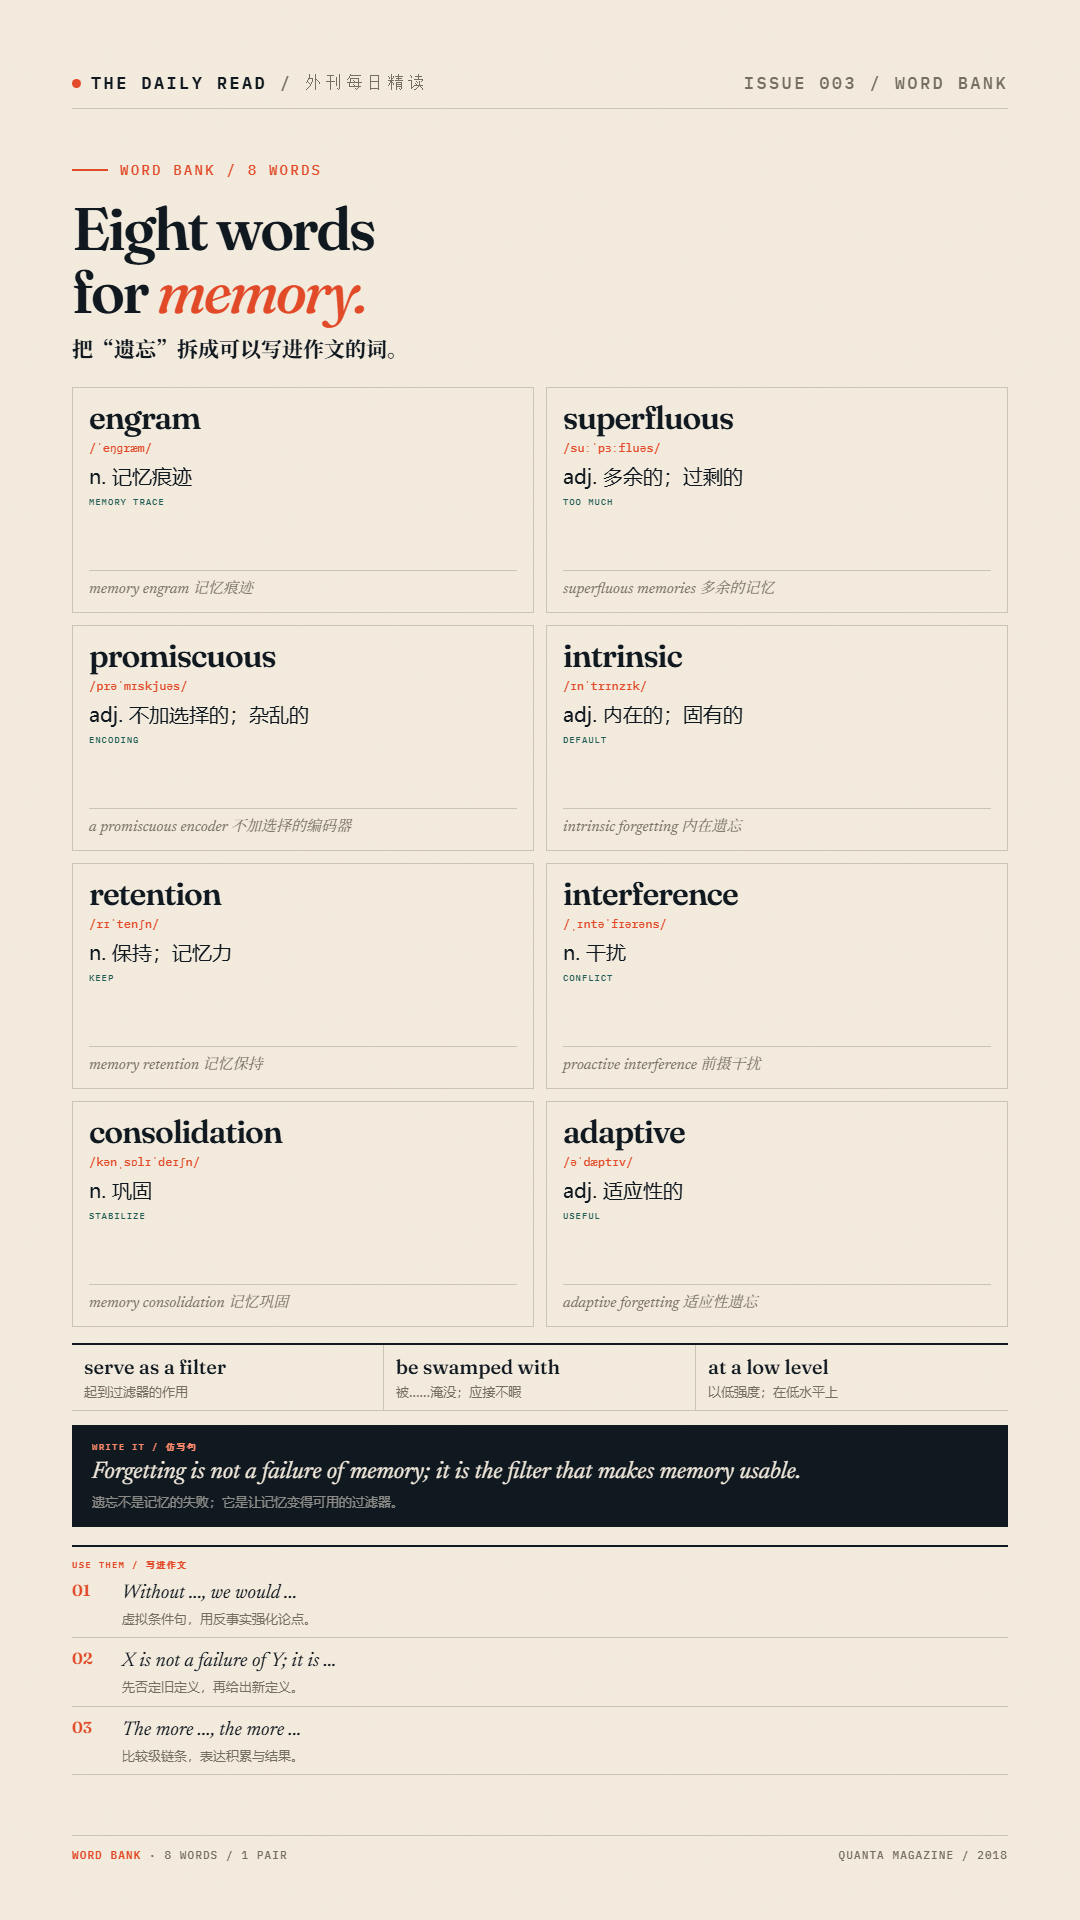 THE DAILY READ / 外刊每日精读
ISSUE 003 / WORD BANK
WORD BANK / 8 WORDS
Eight words
for memory.
把“遗忘”拆成可以写进作文的词。
engram
/ˈeŋɡræm/
n. 记忆痕迹
MEMORY TRACE
memory engram 记忆痕迹
superfluous
/suːˈpɜːfluəs/
adj. 多余的；过剩的
TOO MUCH
superfluous memories 多余的记忆
promiscuous
/prəˈmɪskjuəs/
adj. 不加选择的；杂乱的
ENCODING
a promiscuous encoder 不加选择的编码器
intrinsic
/ɪnˈtrɪnzɪk/
adj. 内在的；固有的
DEFAULT
intrinsic forgetting 内在遗忘
retention
/rɪˈtenʃn/
n. 保持；记忆力
KEEP
memory retention 记忆保持
interference
/ˌɪntəˈfɪərəns/
n. 干扰
CONFLICT
proactive interference 前摄干扰
consolidation
/kənˌsɒlɪˈdeɪʃn/
n. 巩固
STABILIZE
memory consolidation 记忆巩固
adaptive
/əˈdæptɪv/
adj. 适应性的
USEFUL
adaptive forgetting 适应性遗忘
serve as a filter
起到过滤器的作用
be swamped with
被……淹没；应接不暇
at a low level
以低强度；在低水平上
WRITE IT / 仿写句
Forgetting is not a failure of memory; it is the filter that makes memory usable.
遗忘不是记忆的失败；它是让记忆变得可用的过滤器。
USE THEM / 写进作文
01 Without ..., we would ...
虚拟条件句，用反事实强化论点。
02 X is not a failure of Y; it is ...
先否定旧定义，再给出新定义。
03 The more ..., the more ...
比较级链条，表达积累与结果。
WORD BANK · 8 WORDS / 1 PAIR
QUANTA MAGAZINE / 2018